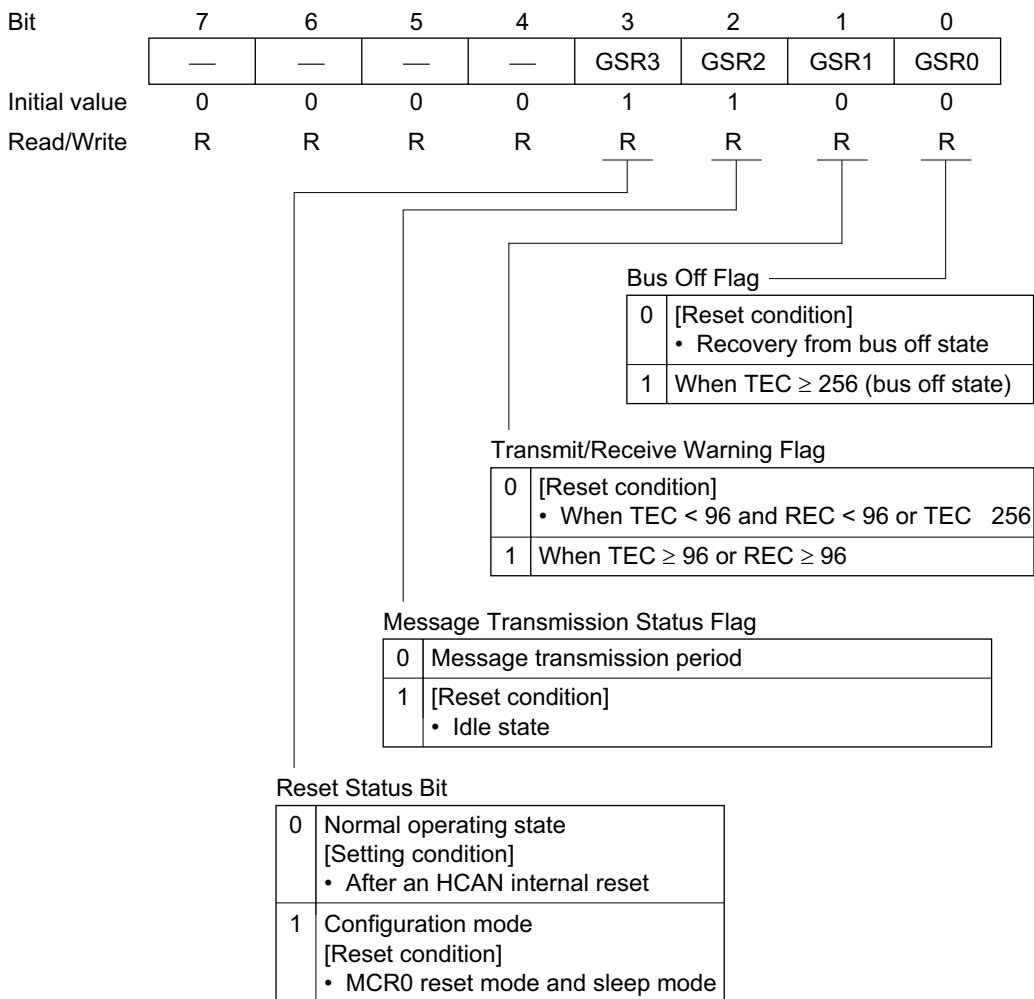 Bit 7 6 5 4 3 2 1 0
— — — — GSR3 GSR2 GSR1 GSR0
Initial value 0 0 0 0 1 1 0 0
Read/Write R R R R R R R R
Bus Off Flag
0 [Reset condition]
• Recovery from bus off state
1 When TEC ≥ 256 (bus off state)
Transmit/Receive Warning Flag
0 [Reset condition]
• When TEC < 96 and REC < 96 or TEC 256
1 When TEC ≥ 96 or REC ≥ 96
Message Transmission Status Flag
0 Message transmission period
1 [Reset condition]
• Idle state
Reset Status Bit
0 Normal operating state
[Setting condition]
• After an HCAN internal reset
1 Configuration mode
[Reset condition]
• MCR0 reset mode and sleep mode